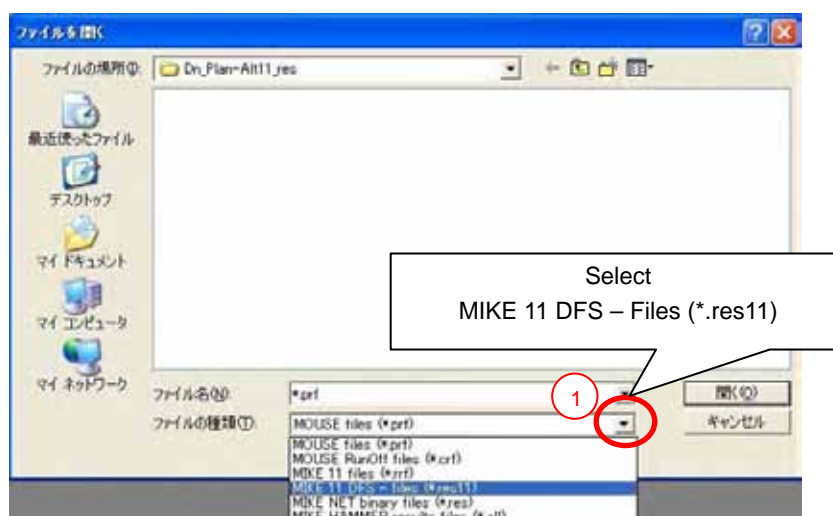 ファイルを開く
ファイルの場所(I):
Dn_Plan-Alt11_res
最近使ったファイル
デスクトップ
マイ ドキュメント
マイ コンピュータ
マイ ネットワーク
Select
MIKE 11 DFS – Files (*.res11)
1
ファイル名(N):
*.prf
開く(O)
ファイルの種類(T):
MOUSE files (*.prf)
キャンセル
MOUSE files (*.prf)
MOUSE RunOff files (*.crf)
MIKE 11 files (*.rrf)
MIKE 11 DFS - files (*.res11)
MIKE NET binary files (*.res)
MIKE HAMMER results files